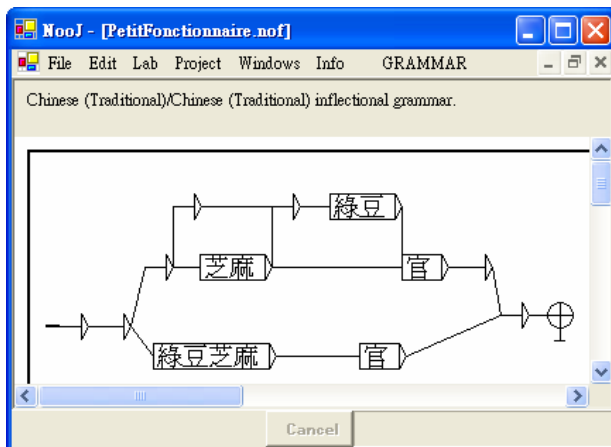 NooJ - [PetitFonctionnaire.nof]
File Edit Lab Project Windows Info GRAMMAR
Chinese (Traditional)/Chinese (Traditional) inflectional grammar.
綠豆
芝麻 官
綠豆芝麻 官
Cancel